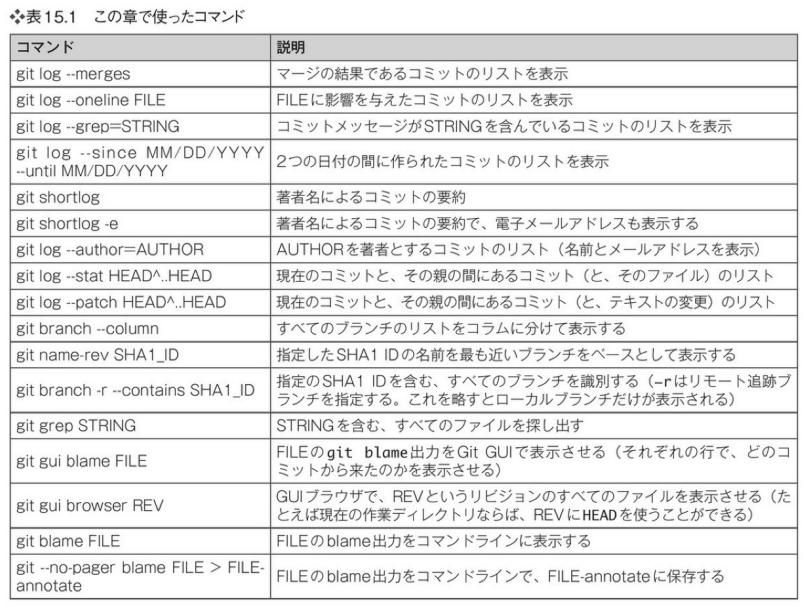 ❖表15.1　この章で使ったコマンド
コマンド　説明
git log --merges　マージの結果であるコミットのリストを表示
git log --oneline FILE　FILEに影響を与えたコミットのリストを表示
git log --grep=STRING　コミットメッセージがSTRINGを含んでいるコミットのリストを表示
git log --since MM/DD/YYYY
--until MM/DD/YYYY　2つの日付の間に作られたコミットのリストを表示
git shortlog　著者名によるコミットの要約
git shortlog -e　著者名によるコミットの要約で、電子メールアドレスも表示する
git log --author=AUTHOR　AUTHORを著者とするコミットのリスト（名前とメールアドレスを表示）
git log --stat HEAD^..HEAD　現在のコミットと、その親の間にあるコミット（と、そのファイル）のリスト
git log --patch HEAD^..HEAD　現在のコミットと、その親の間にあるコミット（と、テキストの変更）のリスト
git branch --column　すべてのブランチのリストをコラムに分けて表示する
git name-rev SHA1_ID　指定したSHA1 IDの名前を最も近いブランチをベースとして表示する
git branch -r --contains SHA1_ID　指定のSHA1 IDを含む、すべてのブランチを識別する（-rはリモート追跡ブ
ランチを指定する。これを略すとローカルブランチだけが表示される）
git grep STRING　STRINGを含む、すべてのファイルを探し出す
git gui blame FILE　FILEのgit blame出力をGit GUIで表示させる（それぞれの行で、どのコ
ミットから来たのかを表示させる）
git gui browser REV　GUIブラウザで、REVというリビジョンのすべてのファイルを表示させる（た
とえば現在の作業ディレクトリならば、REVにHEADを使うことができる）
git blame FILE　FILEのblame出力をコマンドラインに表示する
git --no-pager blame FILE > FILE-
annotate　FILEのblame出力をコマンドラインで、FILE-annotateに保存する